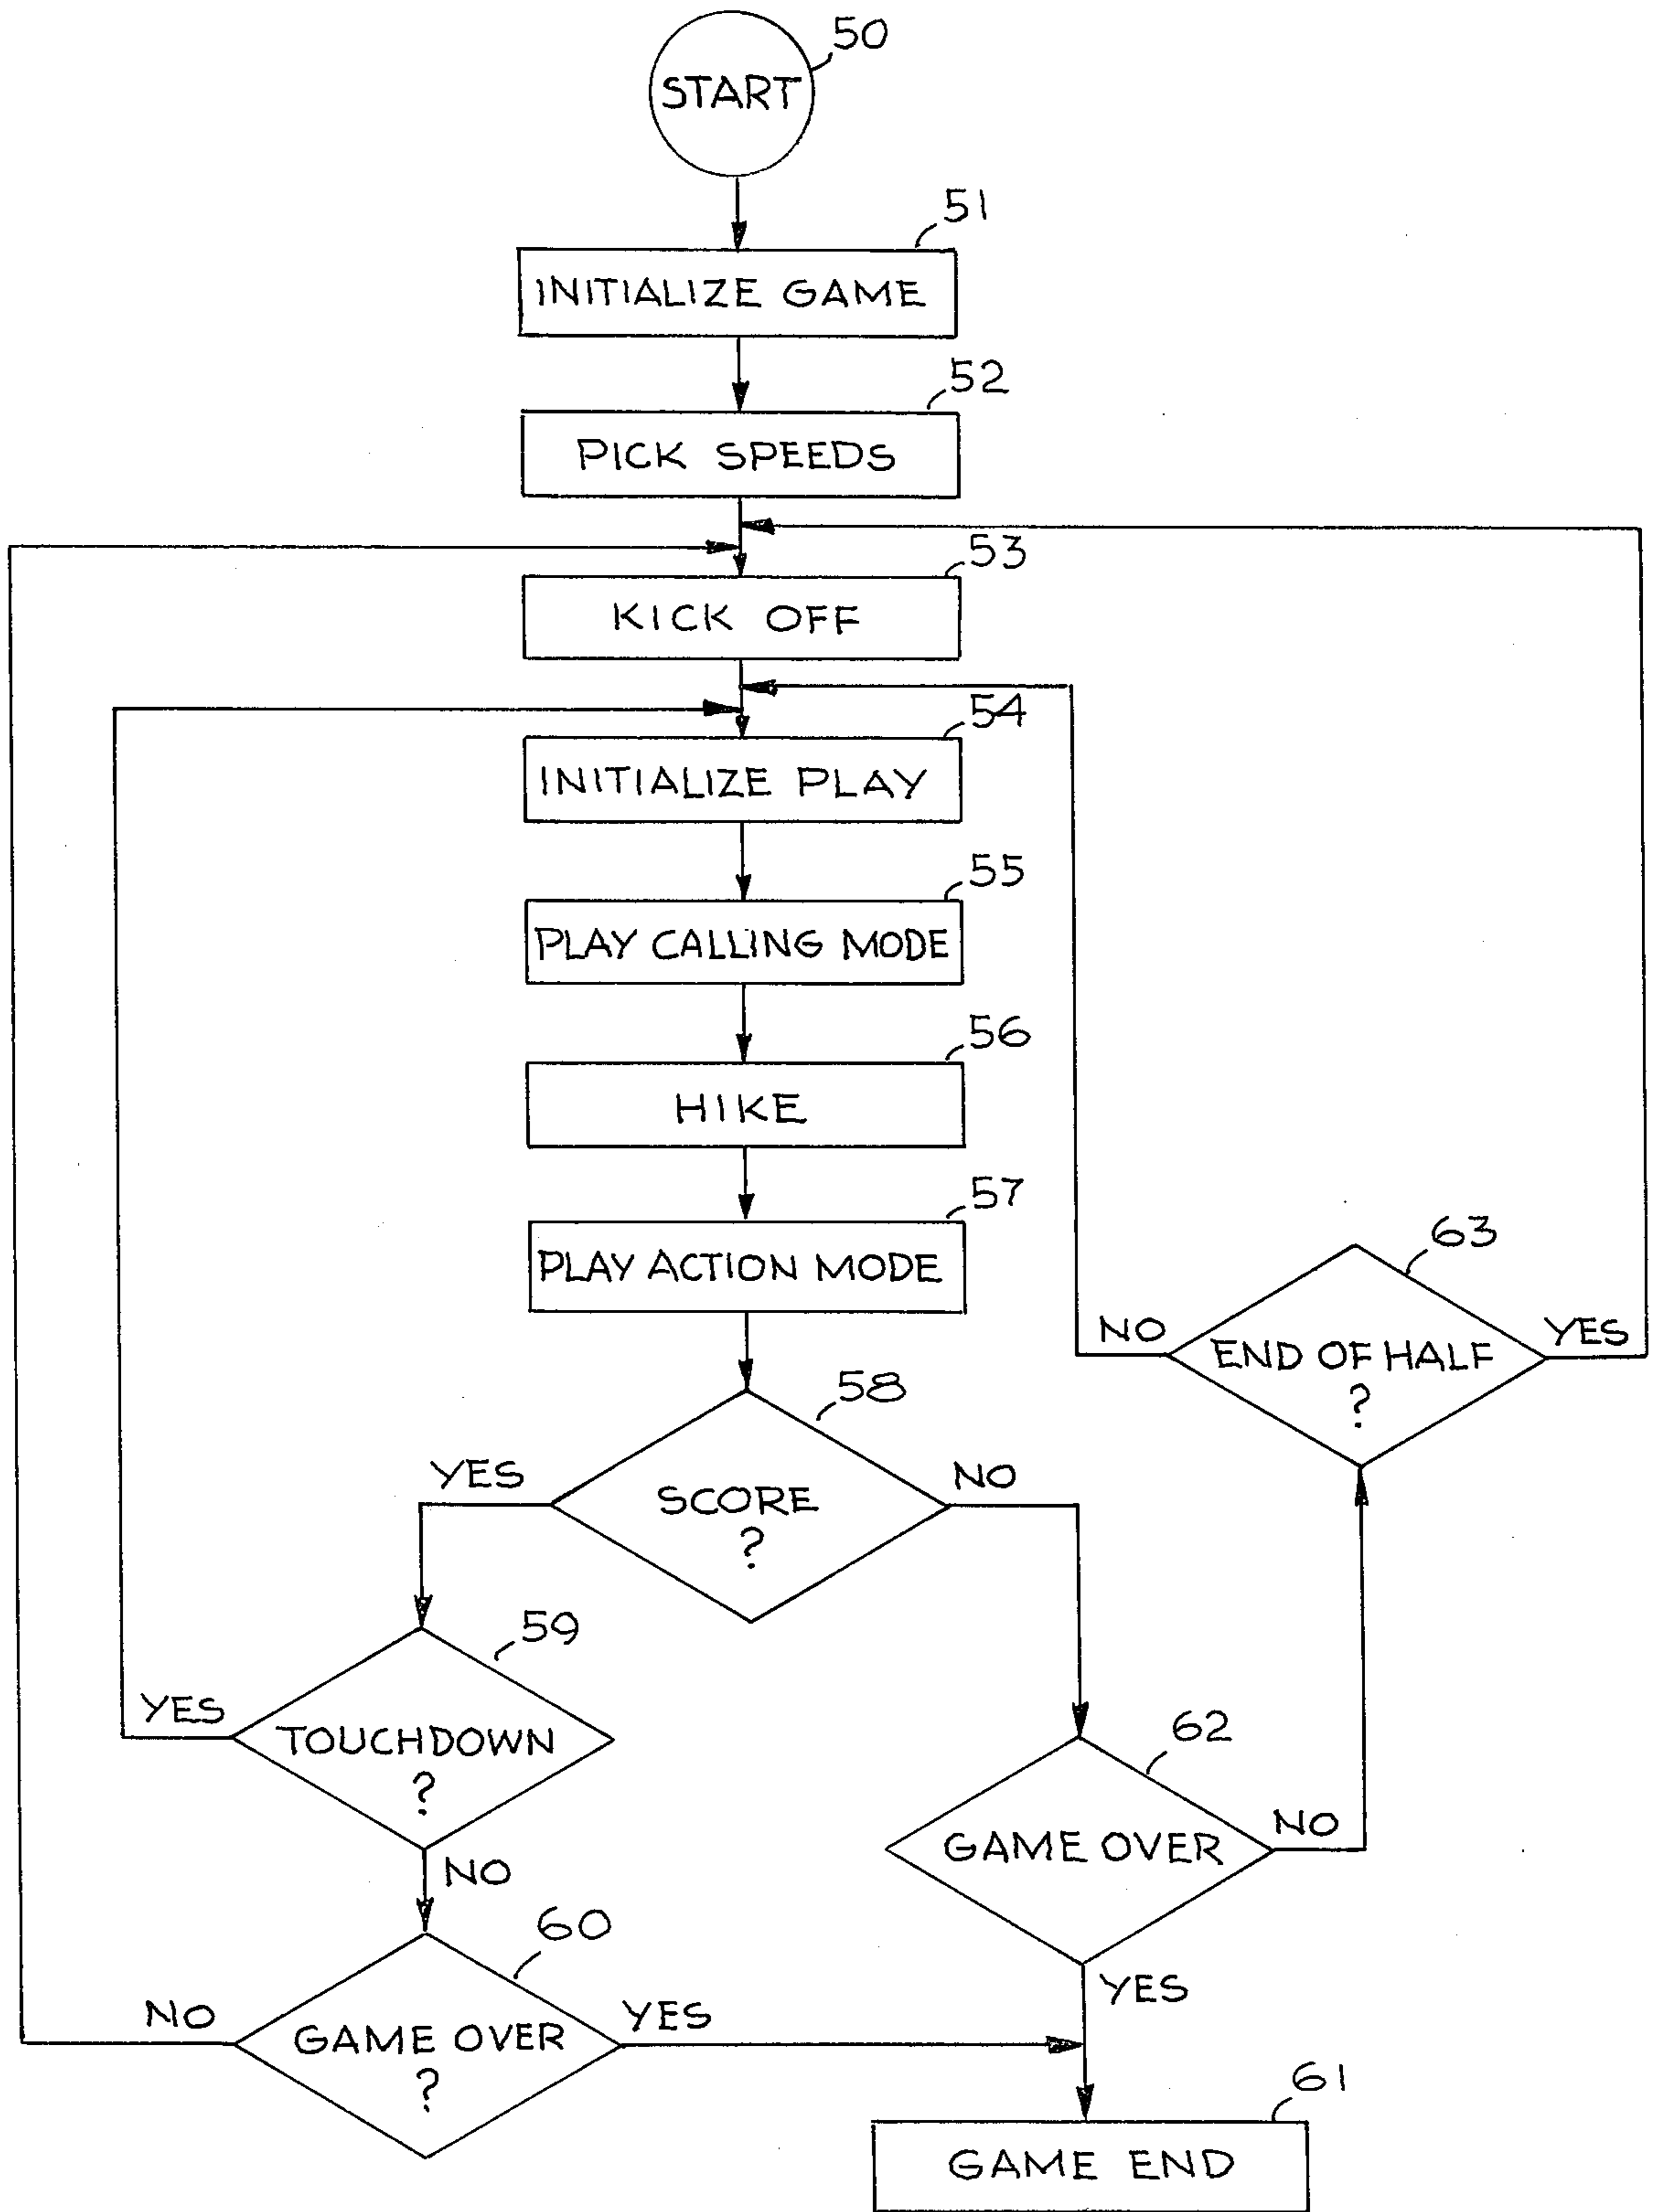 50
START
51
INITIALIZE GAME
52
PICK SPEEDS
53
KICK OFF
54
INITIALIZE PLAY
55
PLAY CALLING MODE
56
HIKE
57
PLAY ACTION MODE
63
NO
YES
END OF HALF
?
58
YES
NO
SCORE
?
59
YES
TOUCHDOWN
?
NO
62
GAME OVER
NO
YES
60
NO
YES
GAME OVER
?
61
GAME END